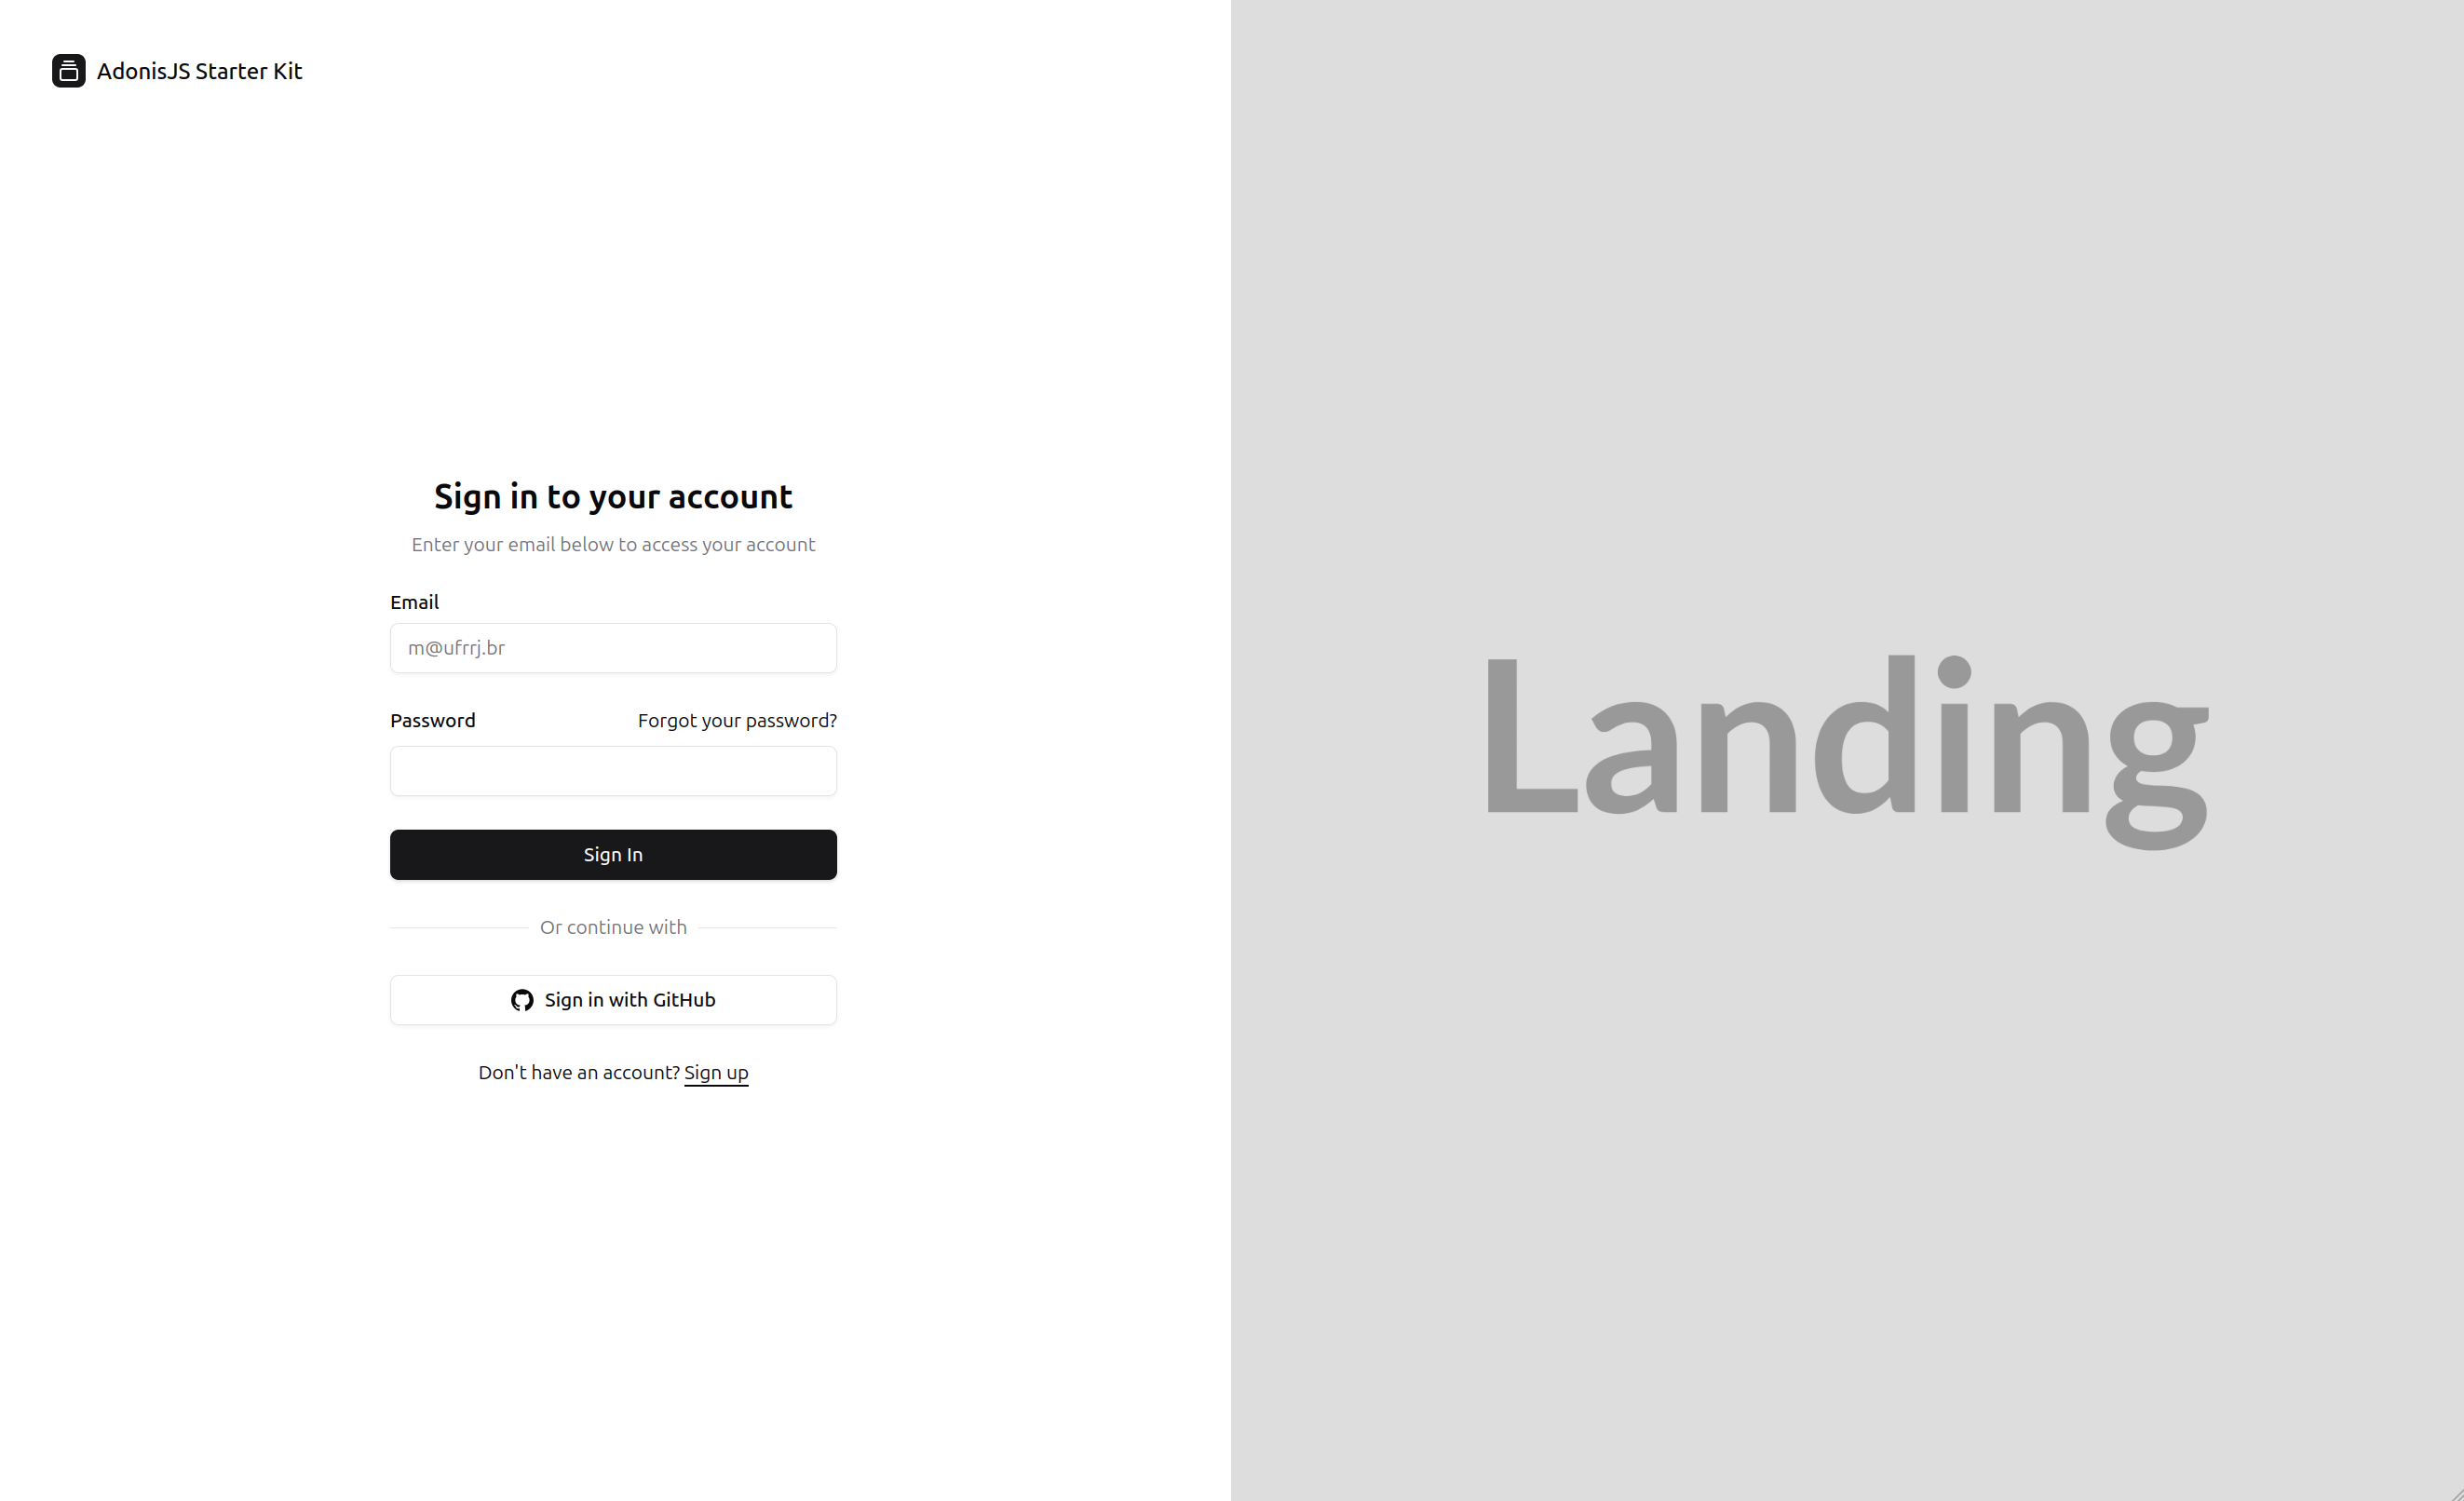 AdonisJS Starter Kit
Sign in to your account
Enter your email below to access your account
Email
m@ufrrj.br
Password Forgot your password?
Sign In
Or continue with
Sign in with GitHub
Don't have an account? Sign up
Landing